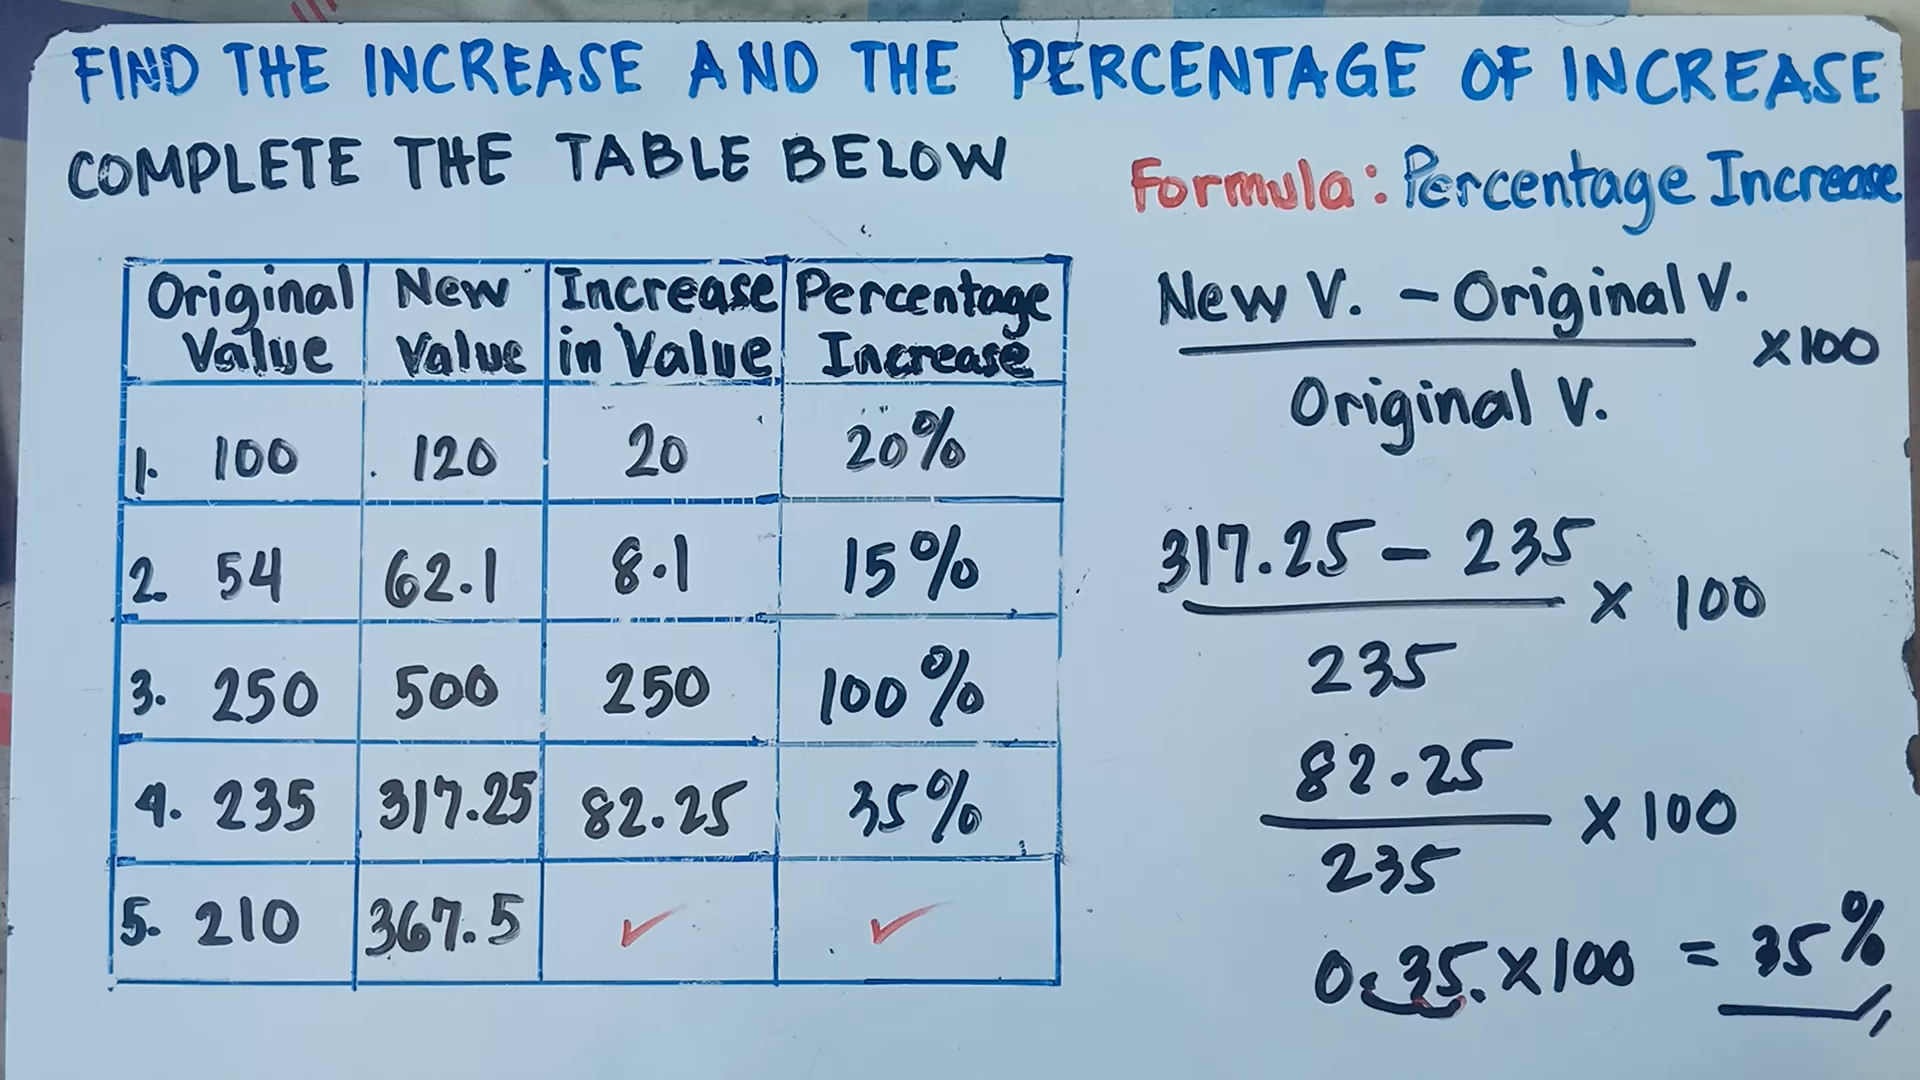 FIND THE INCREASE AND THE PERCENTAGE OF INCREASE
COMPLETE THE TABLE BELOW
Original Value New Value Increase in Value Percentage Increase
1. 100 120 20 20%
2. 54 62.1 8.1 15%
3. 250 500 250 100%
4. 235 317.25 82.25 35%
5. 210 367.5 ✓ ✓
Formula: Percentage Increase
New V. - Original V.
x100
Original V.
317.25 - 235
x 100
235
82.25
x 100
235
0.35. x 100 = 35%